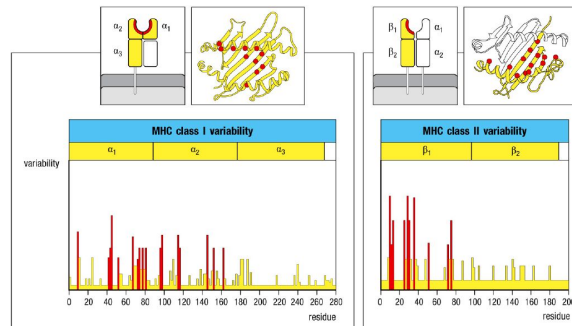 α2
α1
α3
MHC class I variability
α1
α2
α3
variability
0 20 40 60 80 100 120 140 160 180 200 220 240 260 280
residue
β1
α1
β2
α2
MHC class II variability
β1
β2
0 20 40 60 80 100 120 140 160 180 200
residue